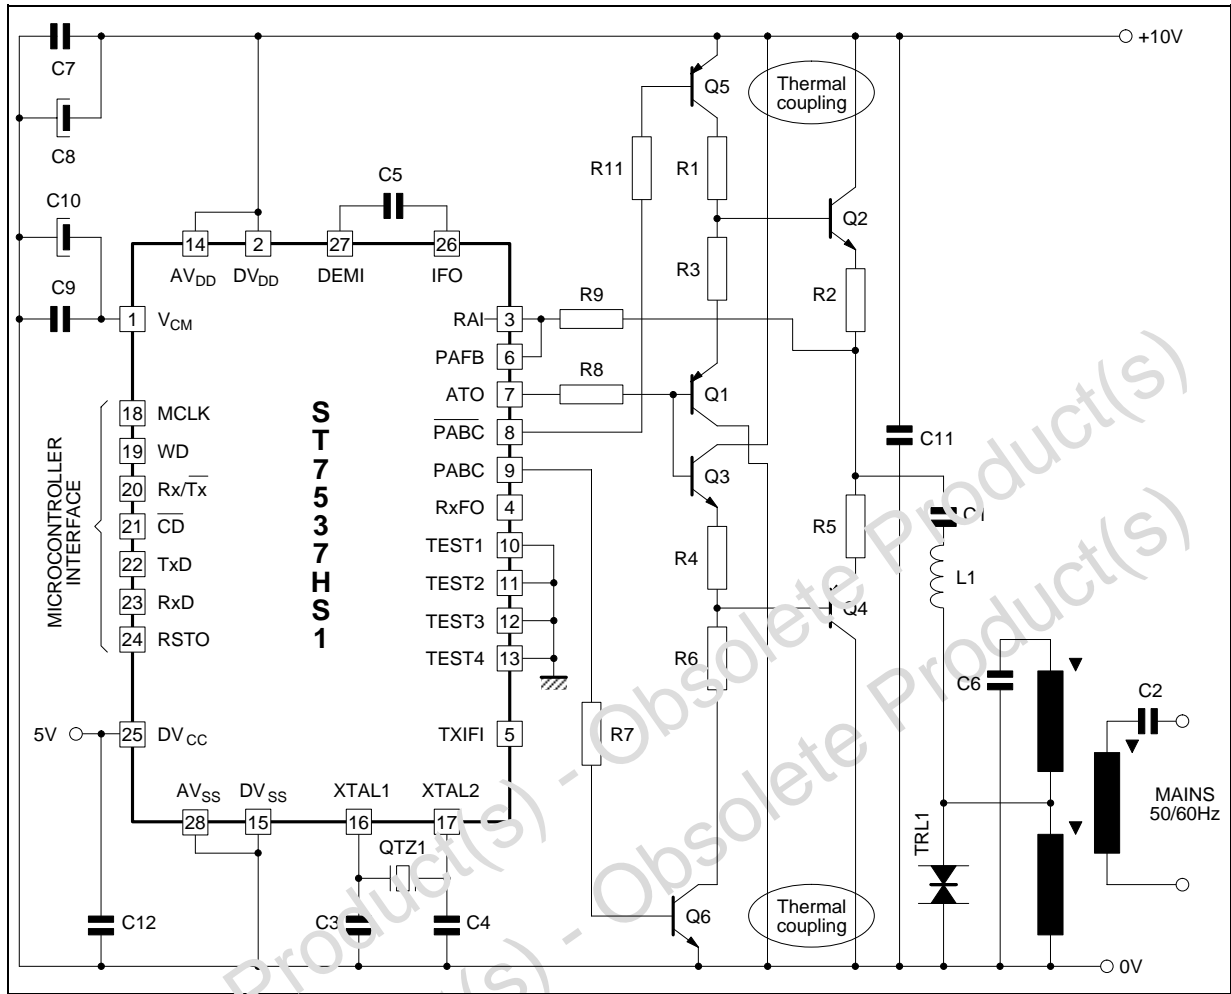 +10V
C7
C8
C10
C9
Q5
Thermal
coupling
R11
R1
C5
Q2
14
2
27
26
AVDD
DVDD
DEMI
IFO
R3
R2
1
VCM
RAI
3
R9
PAFB
6
ATO
7
R8
Q1
PABC
8
PABC
9
Q3
C11
RxFO
4
18
MCLK
19
WD
20
Rx/Tx
21
CD
22
TxD
23
RxD
24
RSTO
MICROCONTROLLER
INTERFACE
ST7537HS1
TEST1
10
TEST2
11
TEST3
12
TEST4
13
R4
R5
C1
L1
Q4
R6
C6
C2
R7
5V
25
DVCC
TXIFI
5
AVSS
DVSS
XTAL1
XTAL2
28
15
16
17
QTZ1
TRL1
MAINS
50/60Hz
C12
C3
C4
Q6
Thermal
coupling
0V
Product(s) - Obsolete Product(s)
Product(s) - Obsolete Product(s)